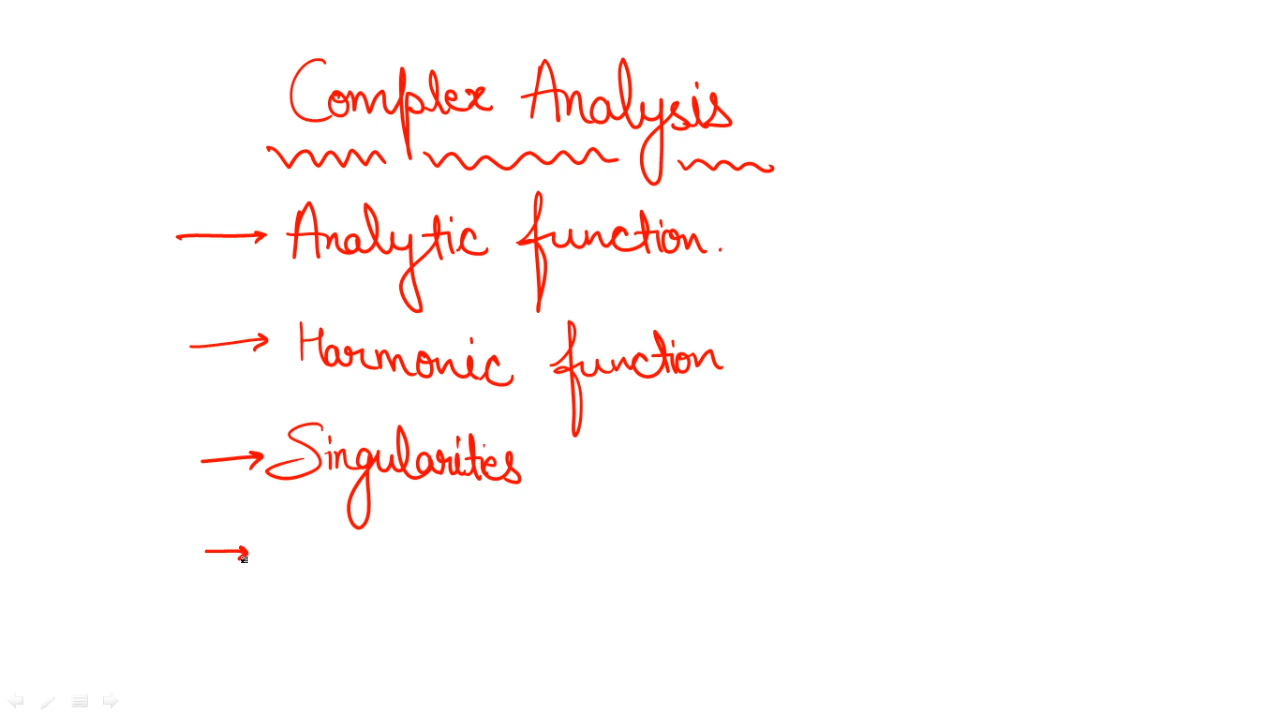 Complex Analysis
→ Analytic function.
→ Harmonic function
→ Singularities
→